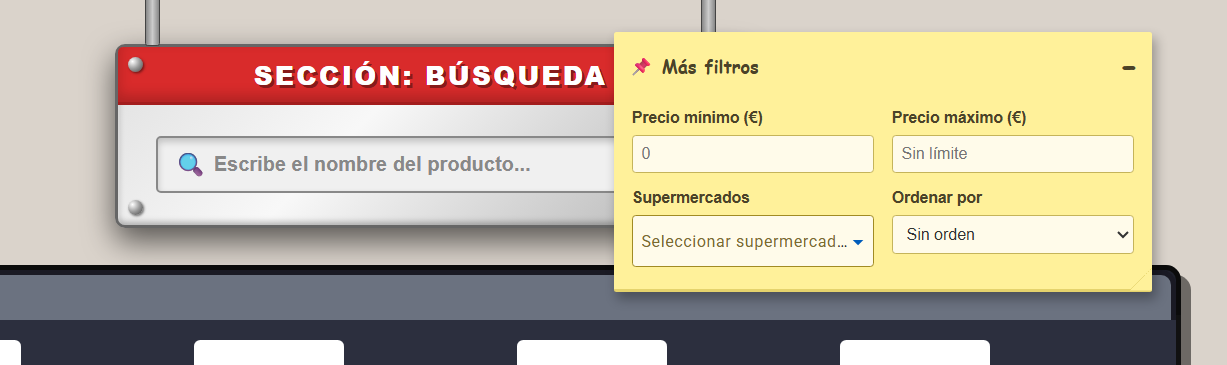 SECCIÓN: BÚSQUEDA
Escribe el nombre del producto...
Más filtros
Precio mínimo (€)
Precio máximo (€)
0
Sin límite
Supermercados
Ordenar por
Seleccionar supermercad...
Sin orden